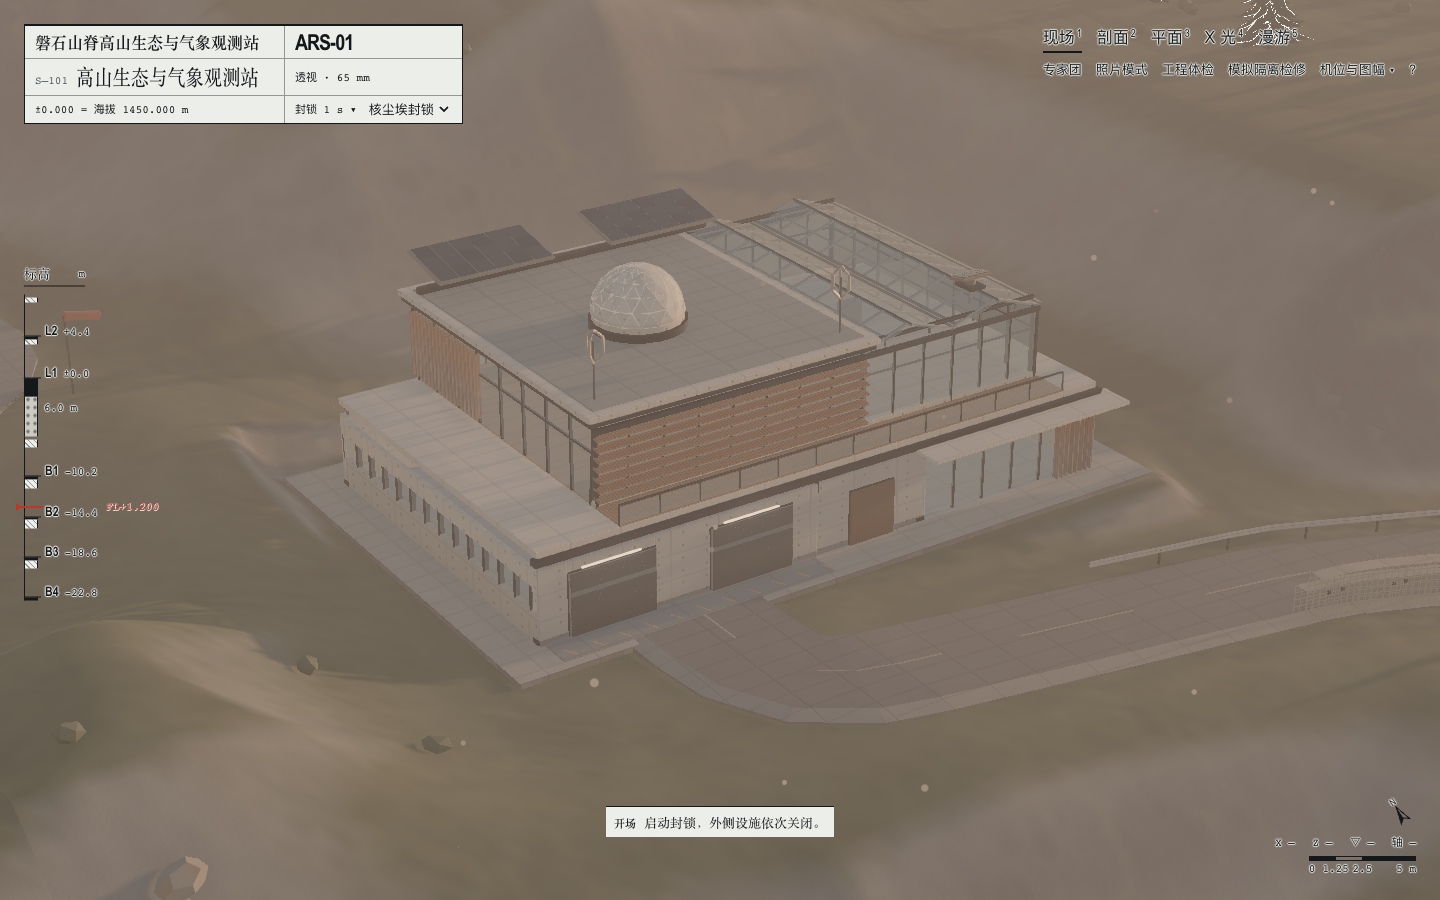 磐石山脊高山生态与气象观测站 ARS-01
S—101 高山生态与气象观测站 透视 · 65 mm
±0.000 = 海拔 1450.000 m 封锁 1 s ▾ 核尘埃封锁
现场1 剖面2 平面3 X 光4 漫游5
专家团 照片模式 工程体检 模拟隔离检修 机位与图幅 ▾ ?
标高 m
L2 +4.4
L1 ±0.0
6.0 m
B1 −10.2
B2 −14.4 FL+1.200
B3 −18.6
B4 −22.8
开场 启动封锁，外侧设施依次关闭。
N
X — Z — ▽ — 轴 —
0 1.25 2.5 5 m